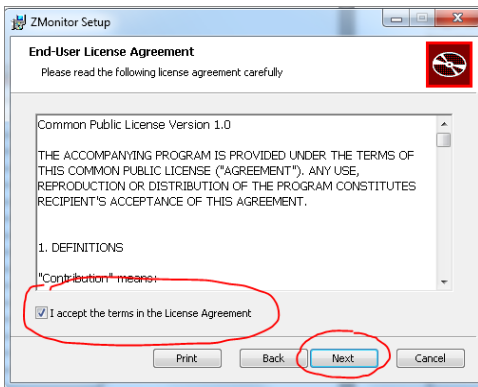 ZMonitor Setup
End-User License Agreement
Please read the following license agreement carefully
Common Public License Version 1.0
THE ACCOMPANYING PROGRAM IS PROVIDED UNDER THE TERMS OF
THIS COMMON PUBLIC LICENSE ("AGREEMENT"). ANY USE,
REPRODUCTION OR DISTRIBUTION OF THE PROGRAM CONSTITUTES
RECIPIENT'S ACCEPTANCE OF THIS AGREEMENT.
1. DEFINITIONS
"Contribution" means:
I accept the terms in the License Agreement
Print Back Next Cancel